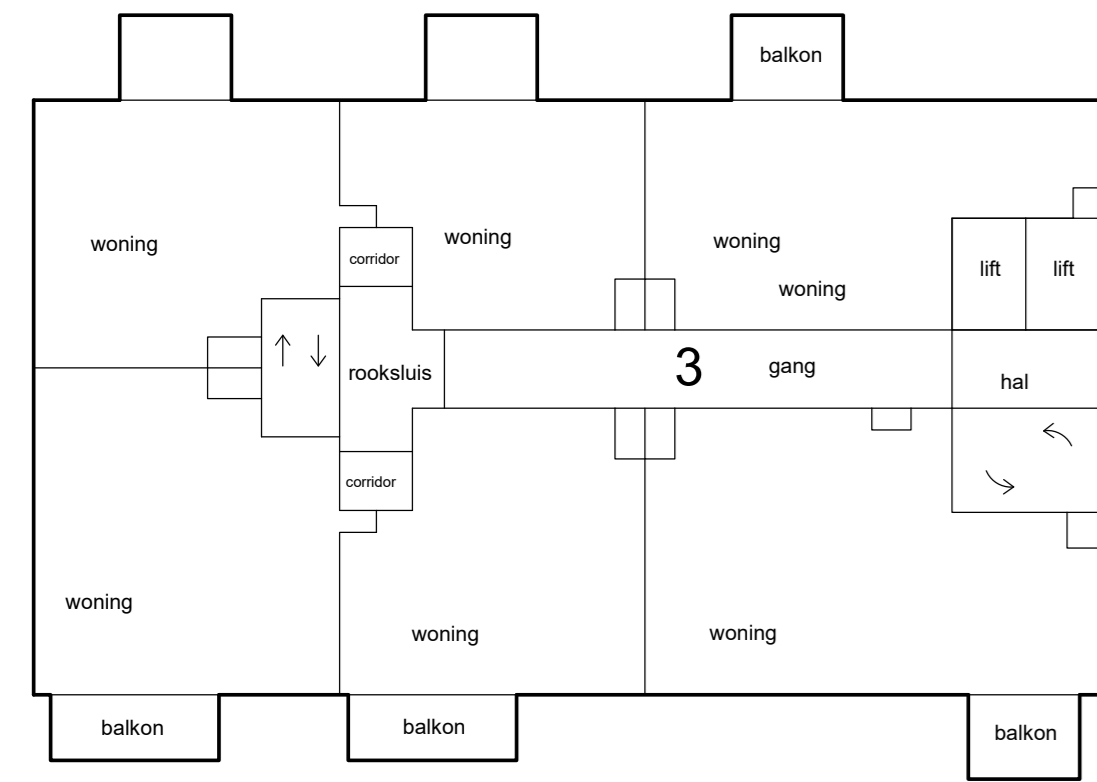 balkon
woning
woning
woning
woning
corridor
lift
lift
rooksluis
3
gang
hal
corridor
woning
woning
woning
balkon
balkon
balkon